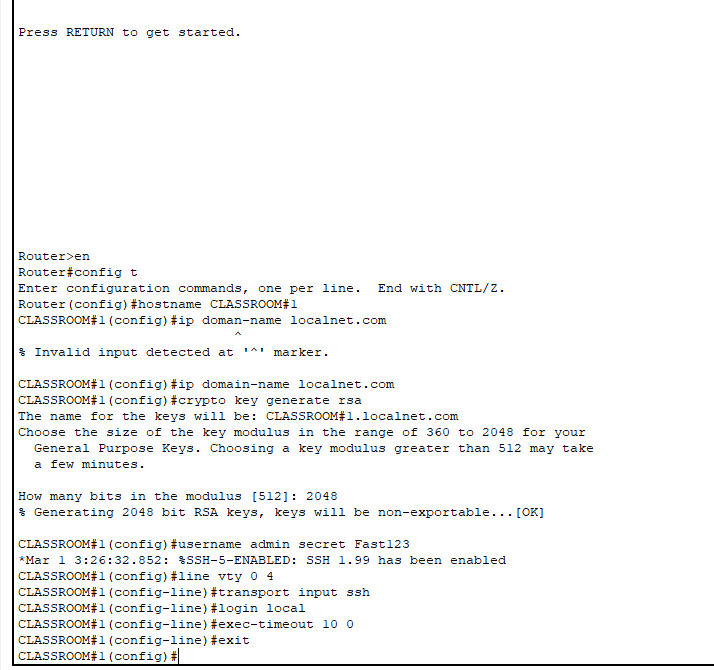 Press RETURN to get started.
Router>en
Router#config t
Enter configuration commands, one per line.  End with CNTL/Z.
Router(config)#hostname CLASSROOM#1
CLASSROOM#1(config)#ip doman-name localnet.com
^
% Invalid input detected at '^' marker.
CLASSROOM#1(config)#ip domain-name localnet.com
CLASSROOM#1(config)#crypto key generate rsa
The name for the keys will be: CLASSROOM#1.localnet.com
Choose the size of the key modulus in the range of 360 to 2048 for your
General Purpose Keys. Choosing a key modulus greater than 512 may take
a few minutes.
How many bits in the modulus [512]: 2048
% Generating 2048 bit RSA keys, keys will be non-exportable...[OK]
CLASSROOM#1(config)#username admin secret Fast123
*Mar 1 3:26:32.852: %SSH-5-ENABLED: SSH 1.99 has been enabled
CLASSROOM#1(config)#line vty 0 4
CLASSROOM#1(config-line)#transport input ssh
CLASSROOM#1(config-line)#login local
CLASSROOM#1(config-line)#exec-timeout 10 0
CLASSROOM#1(config-line)#exit
CLASSROOM#1(config)#